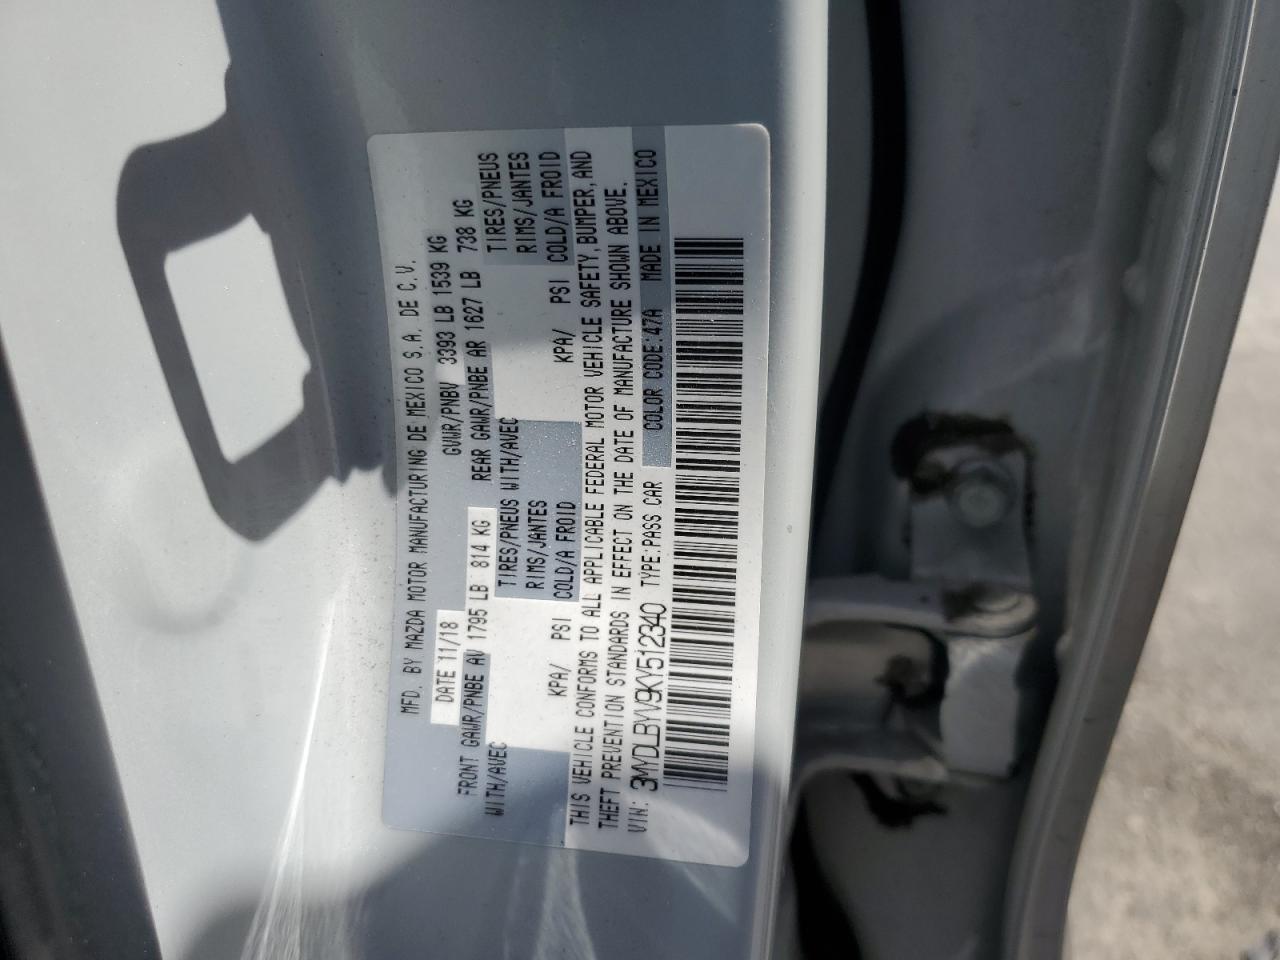 MFD. BY MAZDA MOTOR MANUFACTURING DE MEXICO S.A. DE C.V.
DATE 11/18 GVWR/PNBV 3393 LB 1539 KG
FRONT GAWR/PNBE AV 1795 LB 814 KG REAR GAWR/PNBE AR 1627 LB 738 KG
WITH/AVEC TIRES/PNEUS WITH/AVEC TIRES/PNEUS
RIMS/JANTES RIMS/JANTES
KPA/ PSI COLD/A FROID KPA/ PSI COLD/A FROID
THIS VEHICLE CONFORMS TO ALL APPLICABLE FEDERAL MOTOR VEHICLE SAFETY, BUMPER, AND
THEFT PREVENTION STANDARDS IN EFFECT ON THE DATE OF MANUFACTURE SHOWN ABOVE.
VIN: 3MYDLBYV9KY512340 TYPE:PASS CAR COLOR CODE:47A MADE IN MEXICO